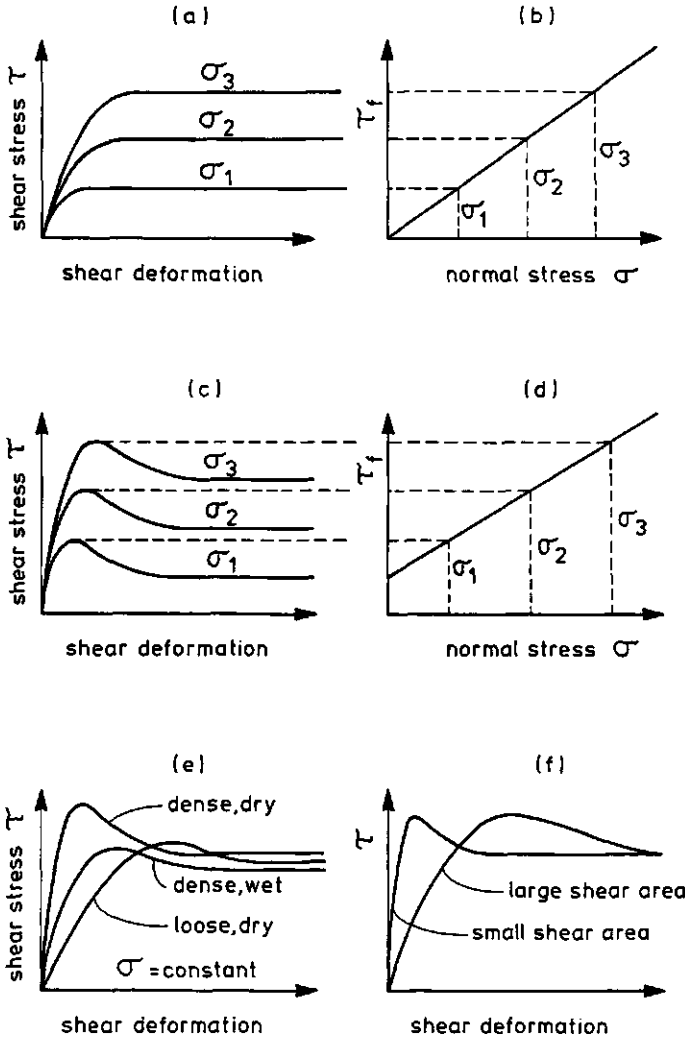 (a)
shear stress τ
σ3
σ2
σ1
shear deformation
(b)
τf
σ1
σ2
σ3
normal stress σ
(c)
shear stress τ
σ3
σ2
σ1
shear deformation
(d)
τf
σ1
σ2
σ3
normal stress σ
(e)
shear stress τ
dense,dry
dense,wet
loose,dry
σ =constant
shear deformation
(f)
τ
large shear area
small shear area
shear deformation